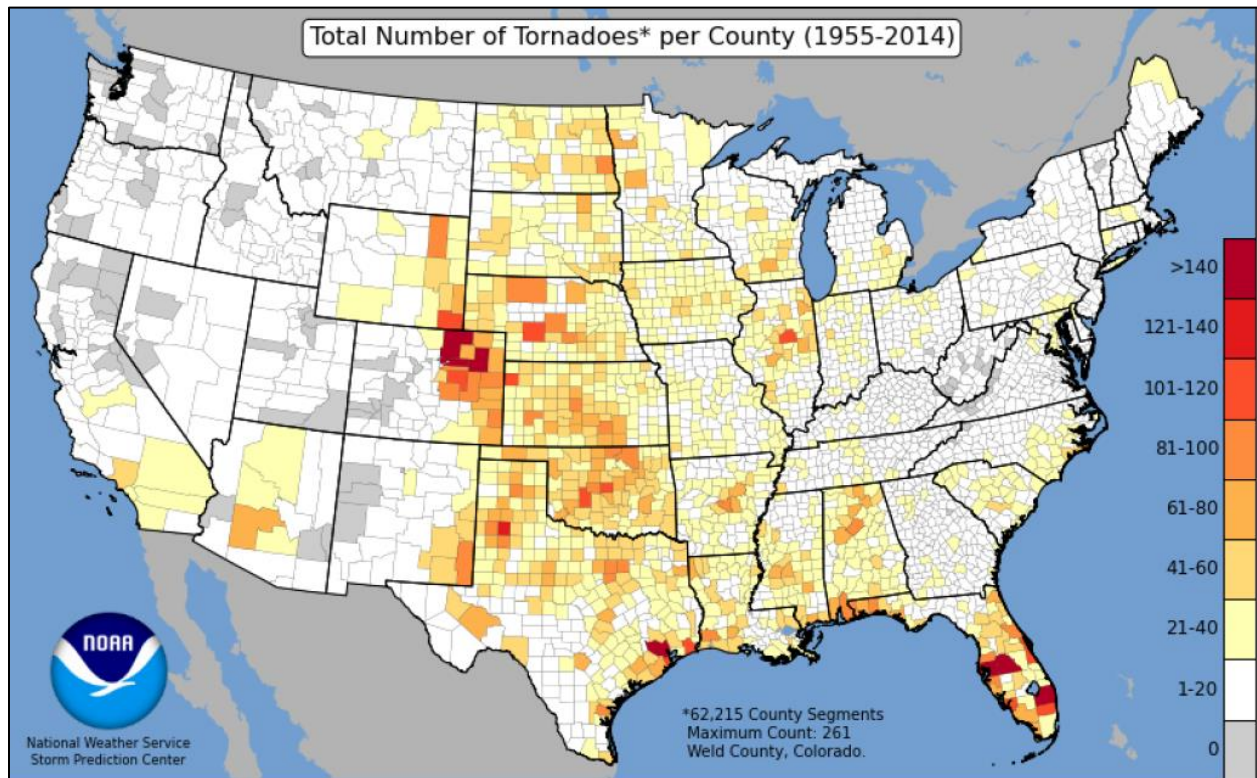 Total Number of Tornadoes* per County (1955-2014)
>140
121-140
101-120
81-100
61-80
41-60
21-40
1-20
0
NOAA
National Weather Service
Storm Prediction Center
*62,215 County Segments
Maximum Count: 261
Weld County, Colorado.